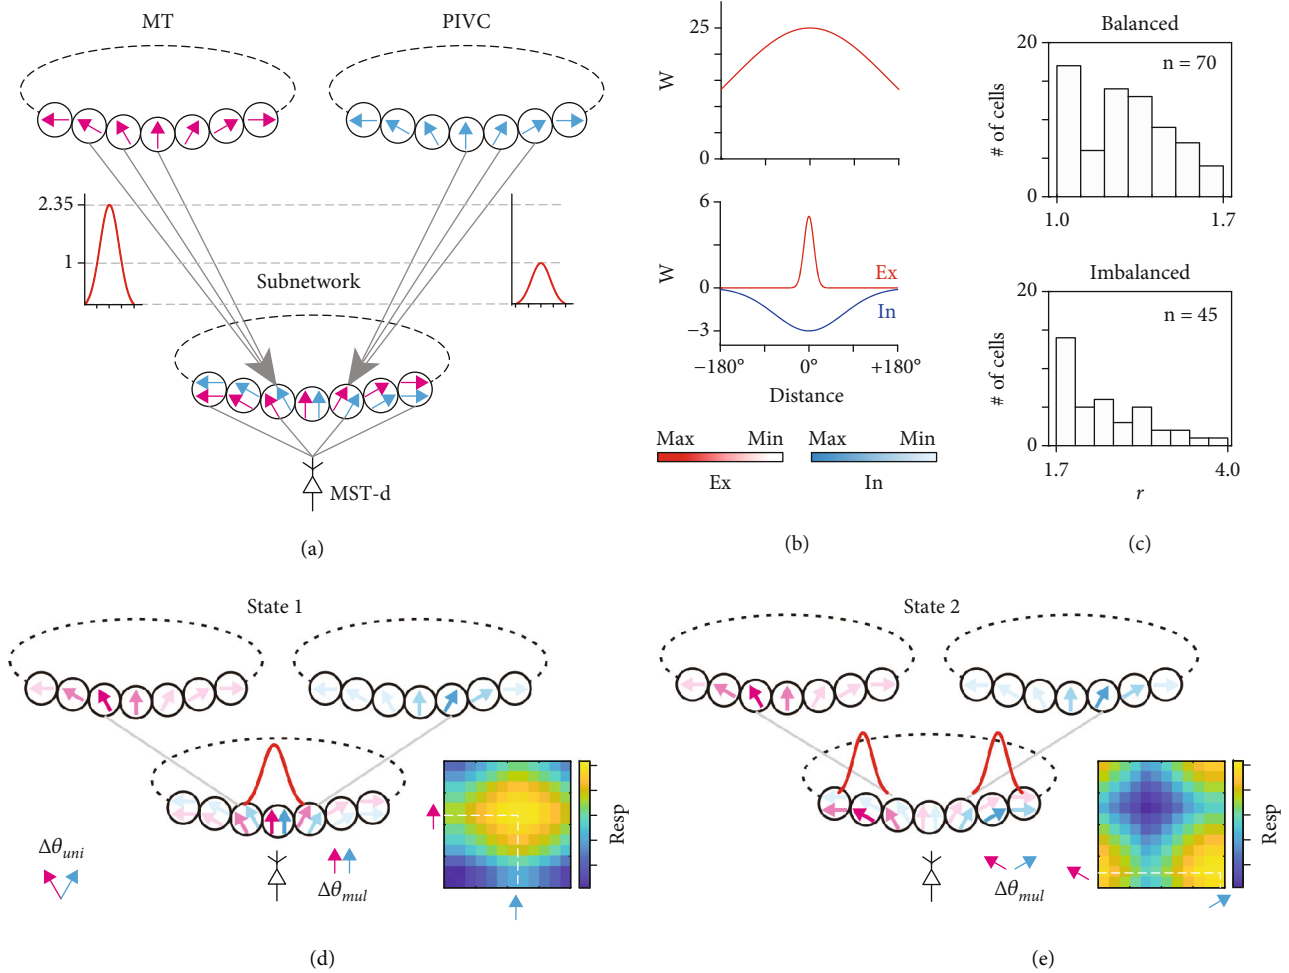 MT
PIVC
2.35
1
Subnetwork
MST-d
(a)
25
W
0
6
W
0
Ex
In
−3
−180°
0°
+180°
Distance
Max
Min
Max
Min
Ex
In
(b)
Balanced
20
n = 70
# of cells
0
1.0
1.7
Imbalanced
20
n = 45
# of cells
0
1.7
4.0
r
(c)
State 1
Resp
Δθuni
Δθmul
(d)
State 2
Resp
Δθmul
(e)